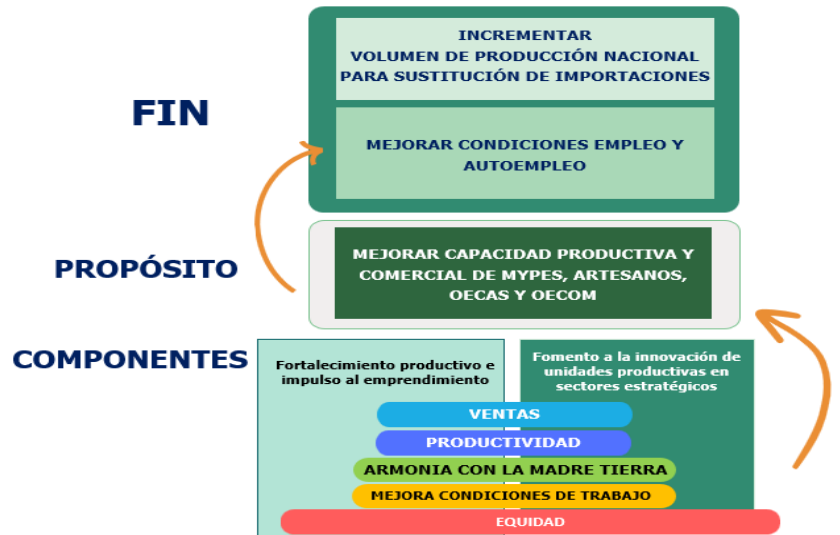 FIN
INCREMENTAR
VOLUMEN DE PRODUCCIÓN NACIONAL
PARA SUSTITUCIÓN DE IMPORTACIONES
MEJORAR CONDICIONES EMPLEO Y
AUTOEMPLEO
PROPÓSITO
MEJORAR CAPACIDAD PRODUCTIVA Y
COMERCIAL DE MYPES, ARTESANOS,
OECAS Y OECOM
COMPONENTES
Fortalecimiento productivo e
impulso al emprendimiento
Fomento a la innovación de
unidades productivas en
sectores estratégicos
VENTAS
PRODUCTIVIDAD
ARMONIA CON LA MADRE TIERRA
MEJORA CONDICIONES DE TRABAJO
EQUIDAD